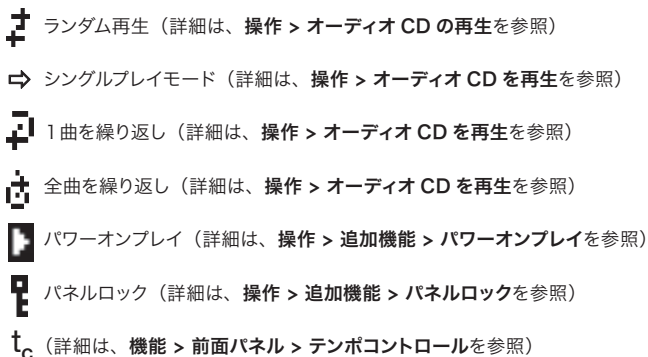 ランダム再生（詳細は、操作 > オーディオ CD の再生を参照）
シングルプレイモード（詳細は、操作 > オーディオ CD を再生を参照）
1 曲を繰り返し（詳細は、操作 > オーディオ CD を再生を参照）
全曲を繰り返し（詳細は、操作 > オーディオ CD を再生を参照）
パワーオンプレイ（詳細は、操作 > 追加機能 > パワーオンプレイを参照）
パネルロック（詳細は、操作 > 追加機能 > パネルロックを参照）
tc（詳細は、機能 > 前面パネル > テンポコントロールを参照）